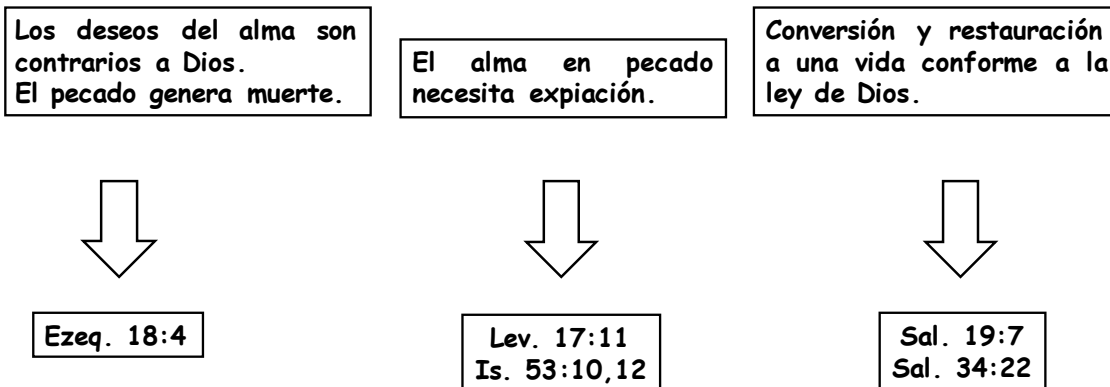 Los deseos del alma son
contrarios a Dios.
El pecado genera muerte.
El alma en pecado
necesita expiación.
Conversión y restauración
a una vida conforme a la
ley de Dios.
Ezeq. 18:4
Lev. 17:11
Is. 53:10,12
Sal. 19:7
Sal. 34:22